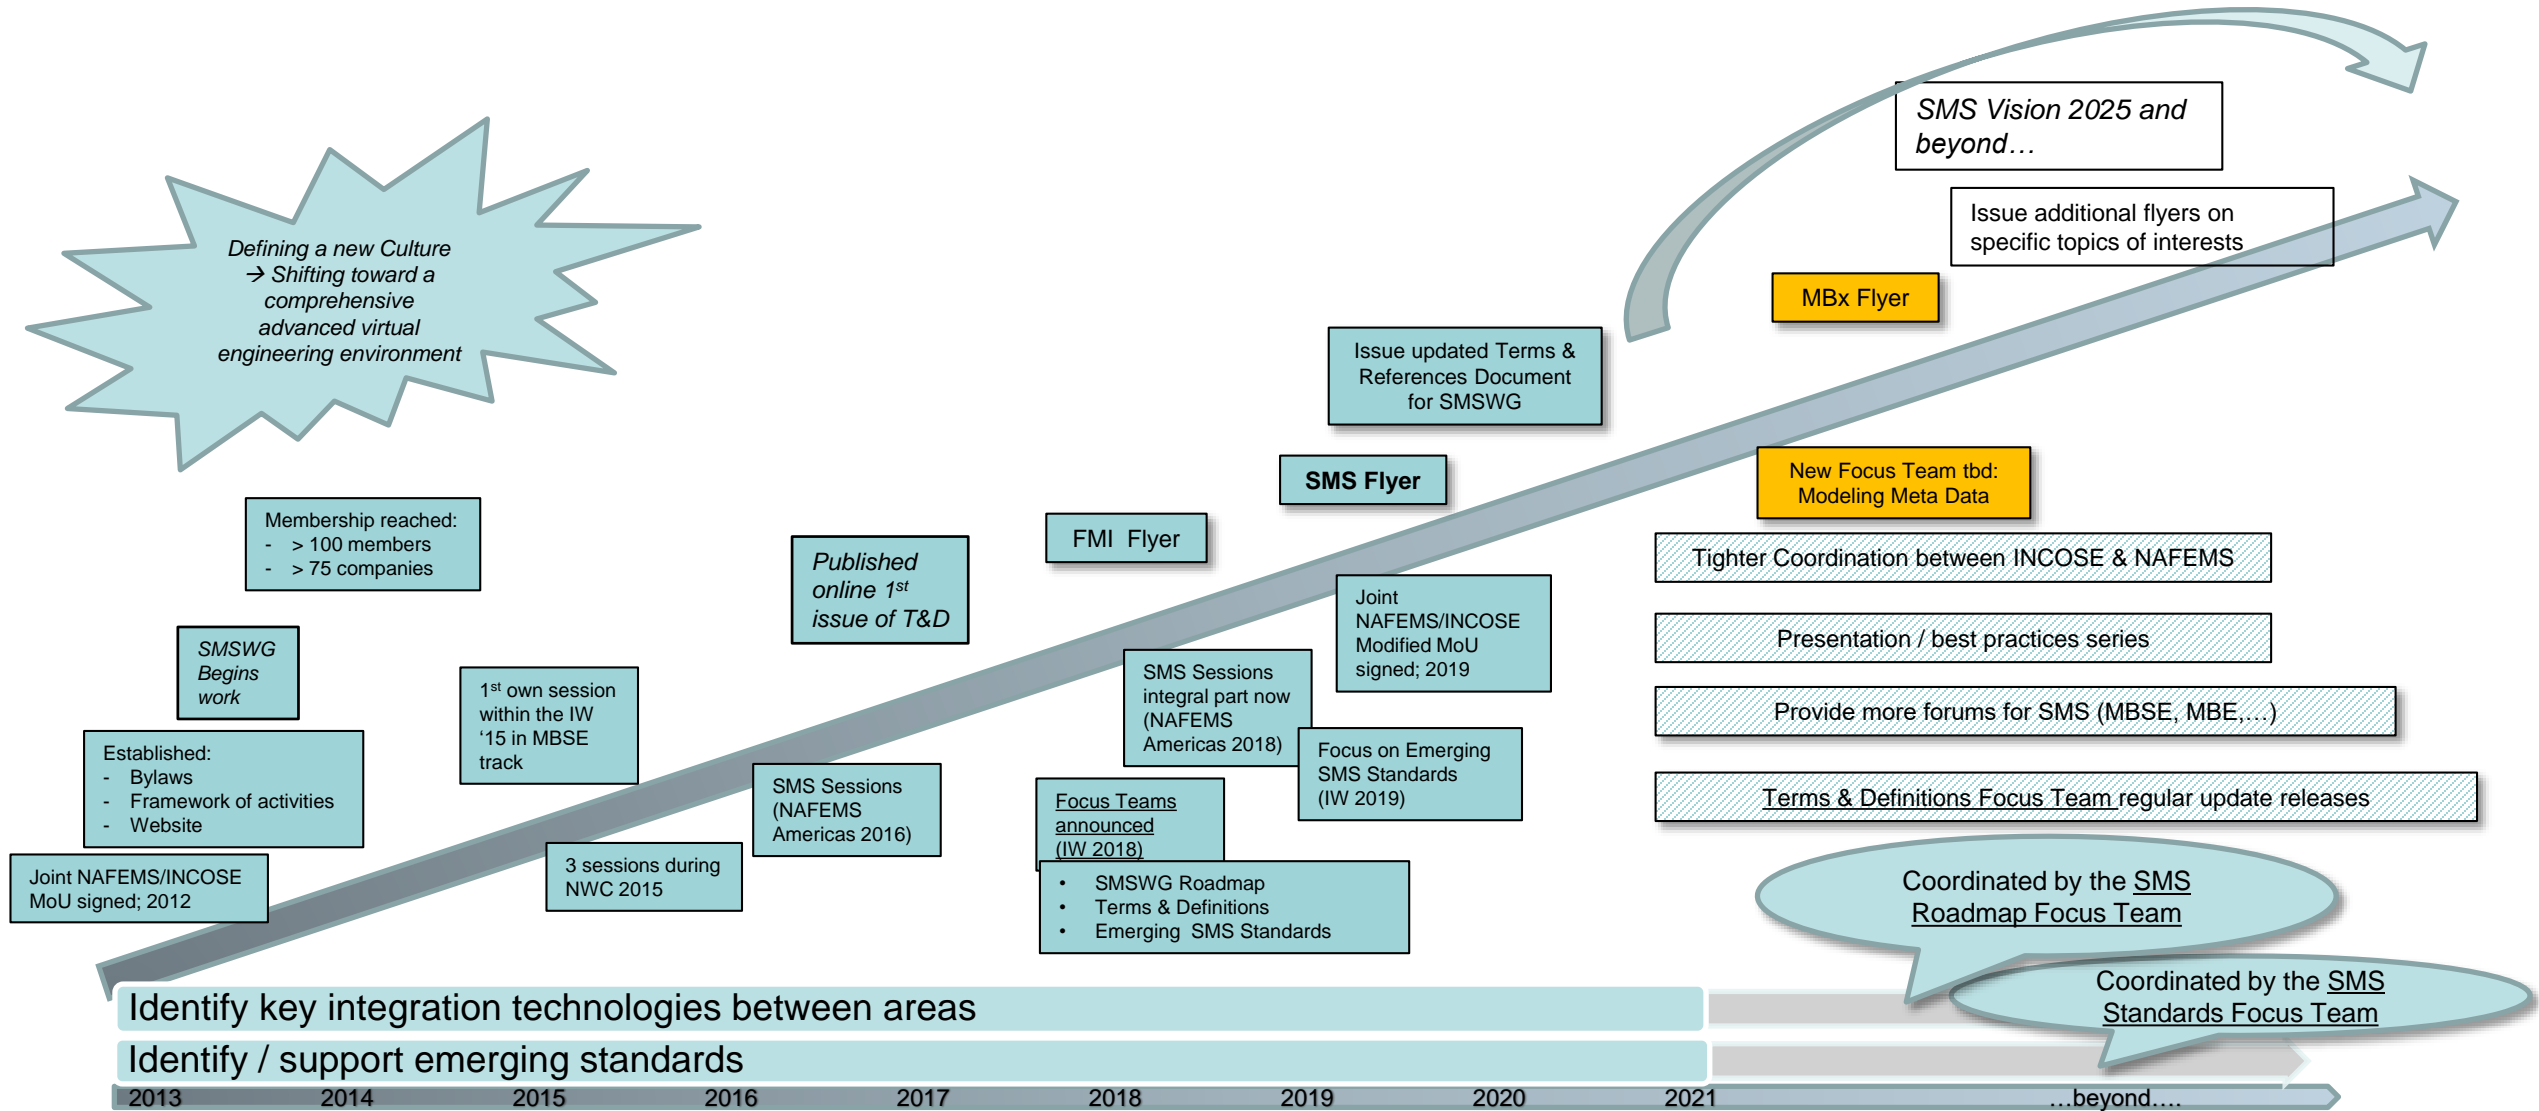 SMS Vision 2025 and
beyond…
Issue additional flyers on
specific topics of interests
Defining a new Culture
→ Shifting toward a
comprehensive
advanced virtual
engineering environment
MBx Flyer
Issue updated Terms &
References Document
for SMSWG
SMS Flyer
New Focus Team tbd:
Modeling Meta Data
Membership reached:
- > 100 members
- > 75 companies
FMI  Flyer
Published
online 1st
issue of T&D
Tighter Coordination between INCOSE & NAFEMS
Joint
NAFEMS/INCOSE
Modified MoU
signed; 2019
Presentation / best practices series
SMSWG
Begins
work
1st own session
within the IW
‘15 in MBSE
track
SMS Sessions
integral part now
(NAFEMS
Americas 2018)
Provide more forums for SMS (MBSE, MBE,…)
Established:
- Bylaws
- Framework of activities
- Website
Focus on Emerging
SMS Standards
(IW 2019)
SMS Sessions
(NAFEMS
Americas 2016)
Focus Teams
announced
(IW 2018)
Terms & Definitions Focus Team regular update releases
Joint NAFEMS/INCOSE
MoU signed; 2012
3 sessions during
NWC 2015
• SMSWG Roadmap
• Terms & Definitions
• Emerging  SMS Standards
Coordinated by the SMS
Roadmap Focus Team
Coordinated by the SMS
Standards Focus Team
Identify key integration technologies between areas
Identify / support emerging standards
2013 2014 2015 2016 2017 2018 2019 2020 2021 …beyond….